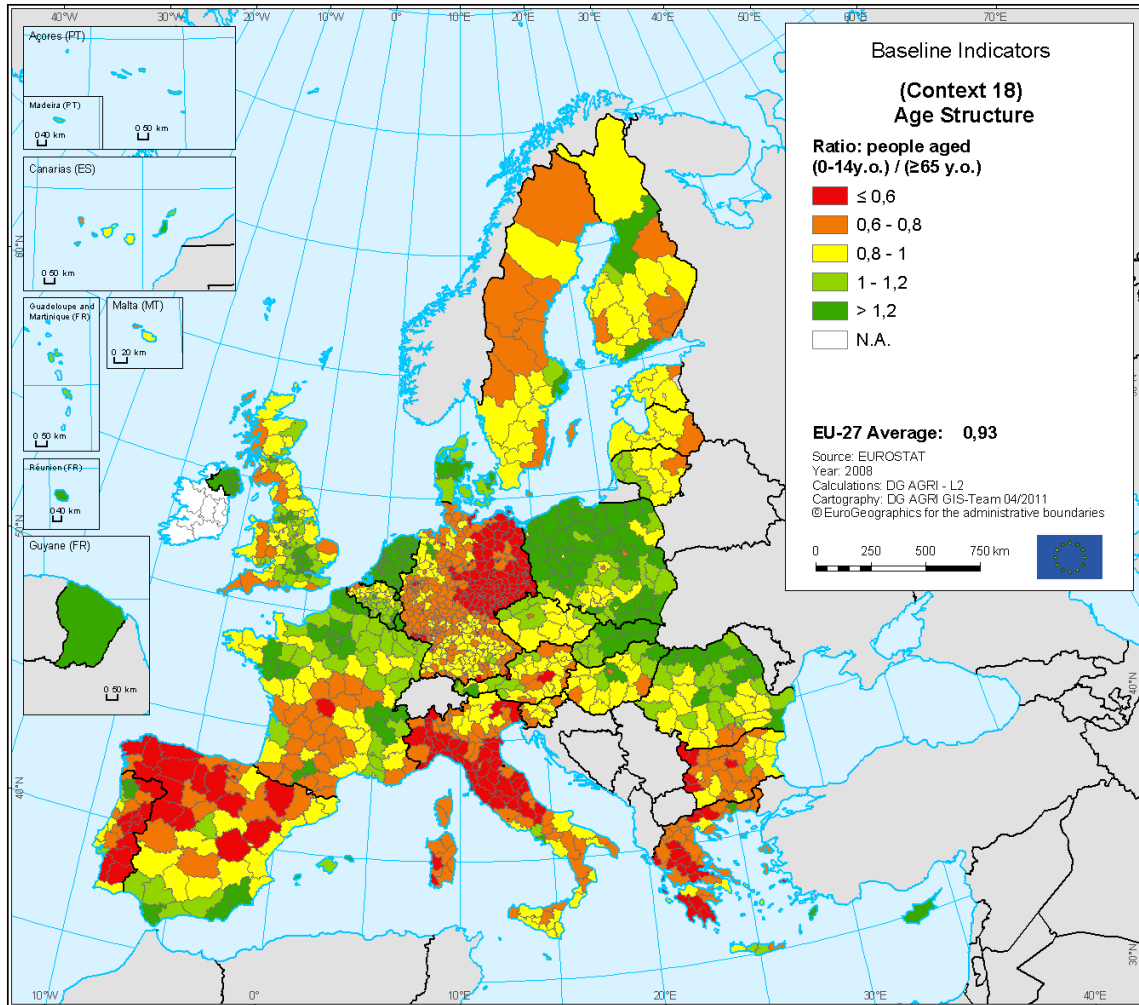 40°W
30°W
20°W
10°W
0°
10°E
20°E
30°E
40°E
50°E
60°E
70°E
Açores (PT)
Madeira (PT)
0 40 km
0 50 km
Canarias (ES)
0 50 km
Guadeloupe and
Martinique (FR)
0 50 km
Malta (MT)
0 20 km
Réunion (FR)
0 40 km
Guyane (FR)
0 50 km
60°N
50°N
40°N
Baseline Indicators
(Context 18)
Age Structure
Ratio: people aged
(0-14y.o.) / (≥65 y.o.)
≤ 0,6
0,6 - 0,8
0,8 - 1
1 - 1,2
> 1,2
N.A.
EU-27 Average: 0,93
Source: EUROSTAT
Year: 2008
Calculations: DG AGRI - L2
Cartography: DG AGRI GIS-Team 04/2011
© EuroGeographics for the administrative boundaries
0 250 500 750 km
60°N
40°N
30°N
10°W
0°
10°E
20°E
30°E
40°E